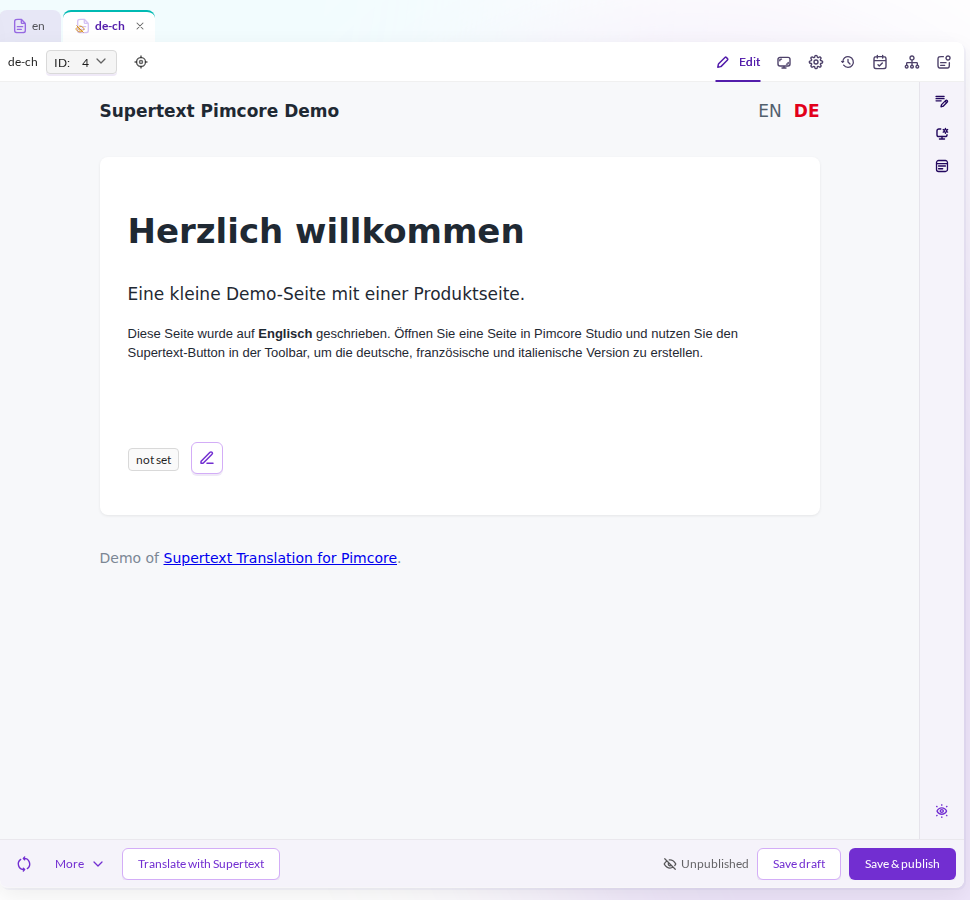 en
de-ch
de-ch
ID: 4
Edit
Supertext Pimcore Demo
EN DE
Herzlich willkommen
Eine kleine Demo-Seite mit einer Produktseite.
Diese Seite wurde auf Englisch geschrieben. Öffnen Sie eine Seite in Pimcore Studio und nutzen Sie den
Supertext-Button in der Toolbar, um die deutsche, französische und italienische Version zu erstellen.
not set
Demo of Supertext Translation for Pimcore.
More
Translate with Supertext
Unpublished
Save draft
Save & publish